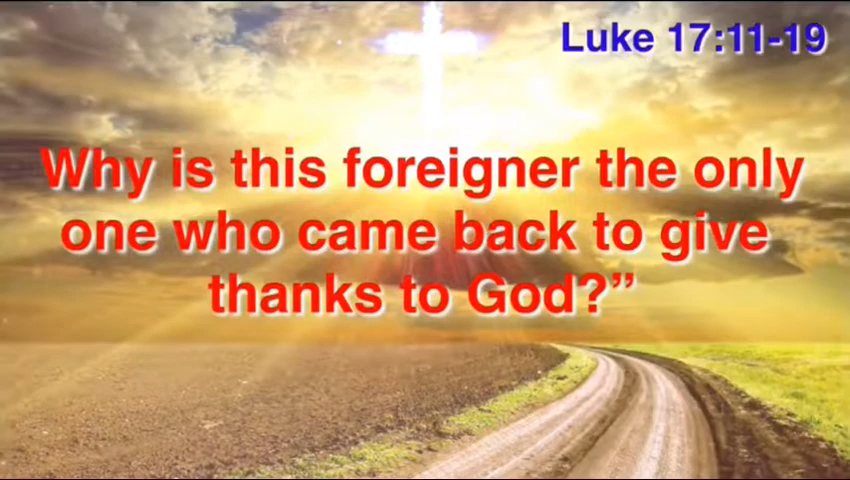 Luke 17:11-19
Why is this foreigner the only
one who came back to give
thanks to God?”